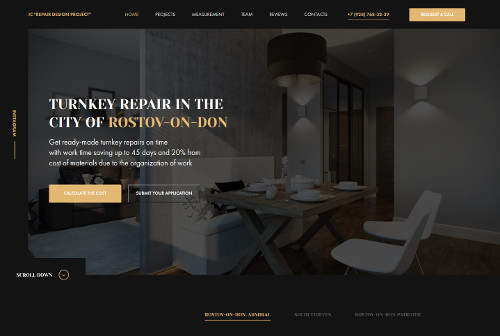 IC "REPAIR DESIGN PROJECT"
HOME
PROJECTS
MEASUREMENT
TEAM
REVIEWS
CONTACTS
+7 (928) 768-22-39
REQUEST A CALL
INSTAGRAM
TURNKEY REPAIR IN THE
CITY OF ROSTOV-ON-DON
Get ready-made turnkey repairs on time
with work time saving up to 45 days and 20% from
cost of materials due to the organization of work
CALCULATE THE COST
SUBMIT YOUR APPLICATION
SCROLL DOWN
ROSTOV-ON-DON, ADMIRAL
ROSTOV-ON-DON PATRIOTIC